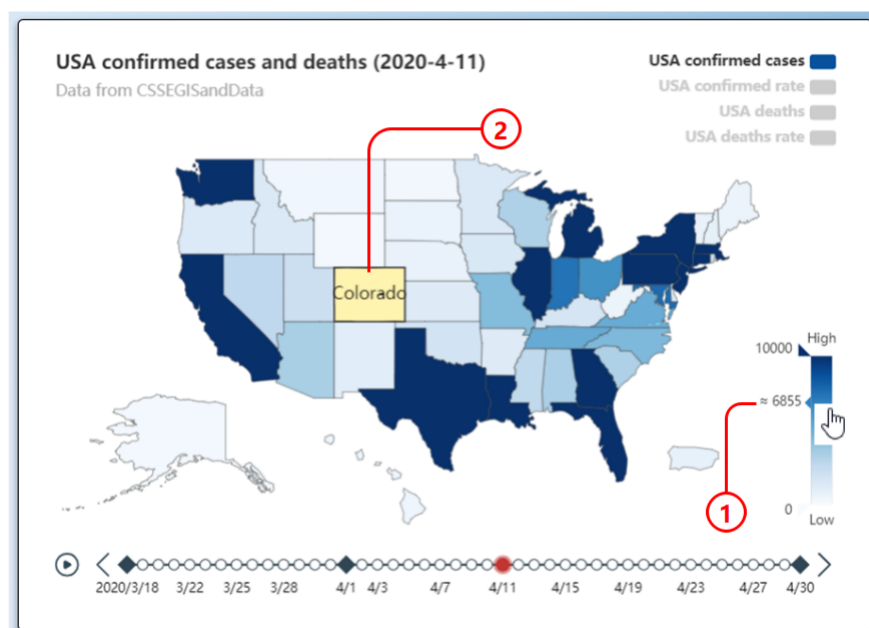 USA confirmed cases and deaths (2020-4-11)
Data from CSSEGISandData
USA confirmed cases
USA confirmed rate
USA deaths
USA deaths rate
2
Colorado
High
10000
≈ 6855
1
0
Low
2020/3/18 3/22 3/25 3/28 4/1 4/3 4/7 4/11 4/15 4/19 4/23 4/27 4/30